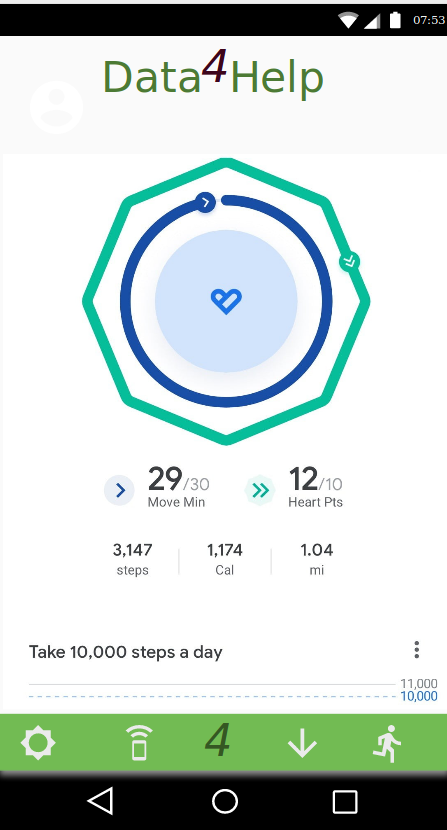 07:53
Data4Help
29/30 12/10
Move Min Heart Pts
3,147 1,174 1.04
steps Cal mi
Take 10,000 steps a day
11,000
10,000
4